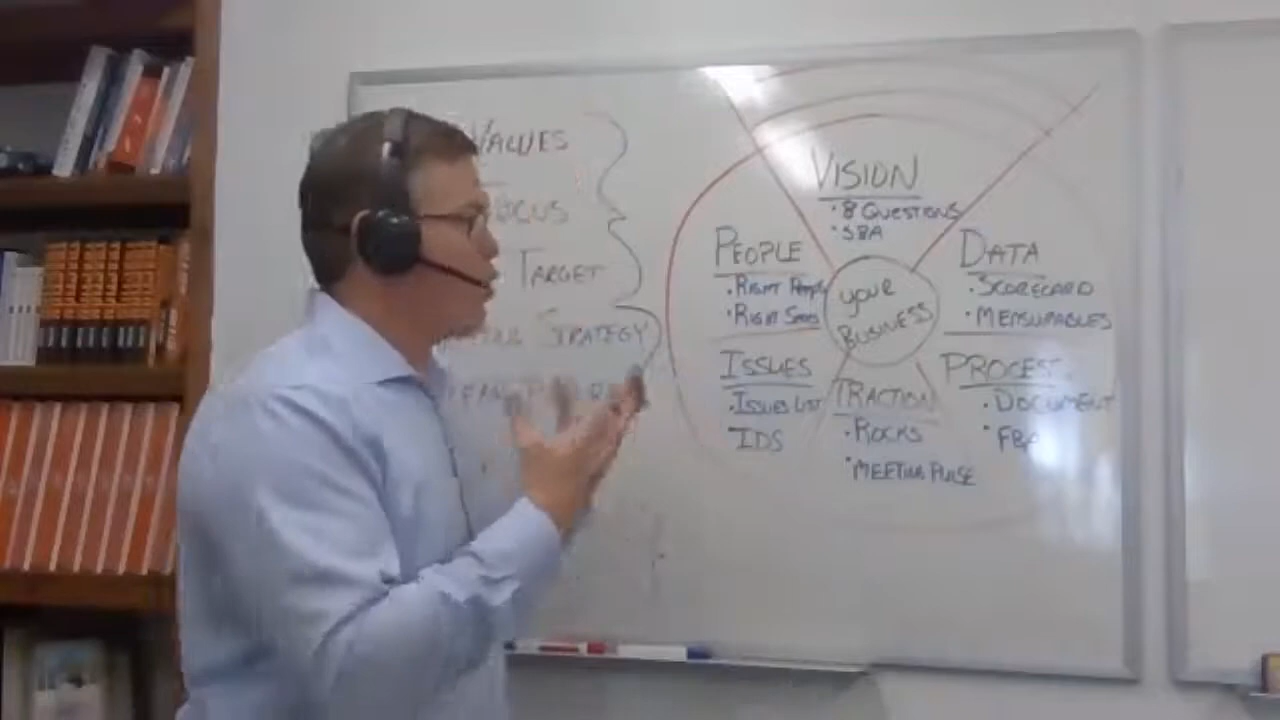 VALUES
FOCUS
TARGET
STRATEGY
VISION
• 8 QUESTIONS
• SBA
PEOPLE
• RIGHT People
• RIGHT Seats
DATA
• SCORECARD
• MEASURABLES
YOUR
BUSINESS
ISSUES
• ISSUES LIST
IDS
TRACTION
• ROCKS
• MEETING PULSE
PROCESS
• DOCUMENT
• FBA